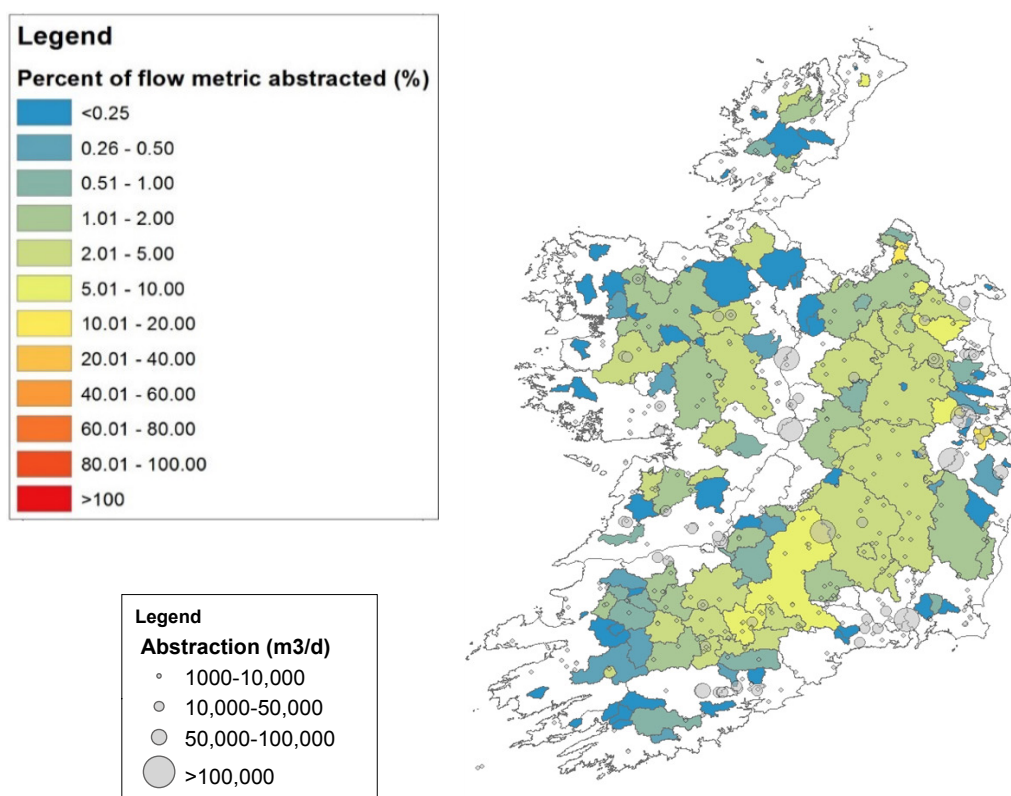 Legend
Percent of flow metric abstracted (%)
<0.25
0.26 - 0.50
0.51 - 1.00
1.01 - 2.00
2.01 - 5.00
5.01 - 10.00
10.01 - 20.00
20.01 - 40.00
40.01 - 60.00
60.01 - 80.00
80.01 - 100.00
>100
Legend
Abstraction (m3/d)
1000-10,000
10,000-50,000
50,000-100,000
>100,000